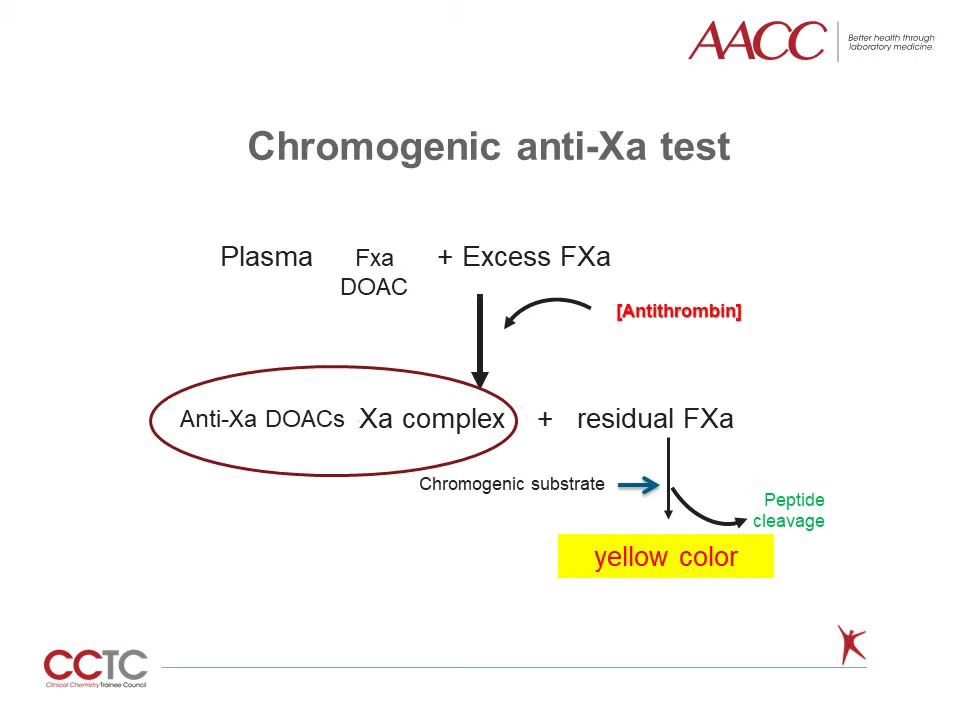 AACC
Better health through
laboratory medicine.
Chromogenic anti-Xa test
Plasma Fxa + Excess FXa
DOAC
[Antithrombin]
Anti-Xa DOACs Xa complex + residual FXa
Chromogenic substrate
Peptide
cleavage
yellow color
CCTC
Clinical Chemistry Trainee Council